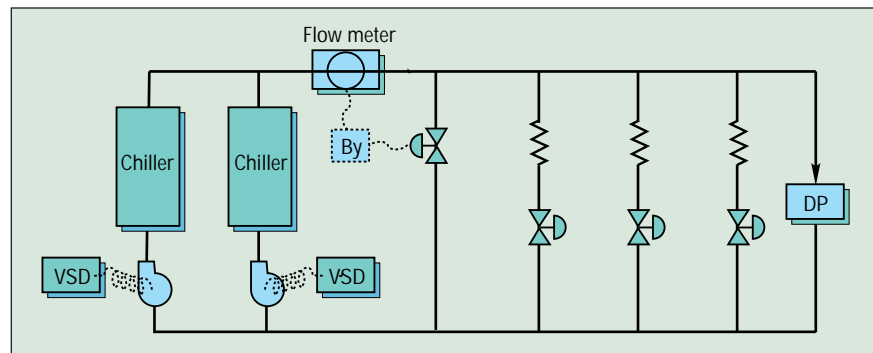 Flow meter
Chiller
Chiller
By
DP
VSD
VSD